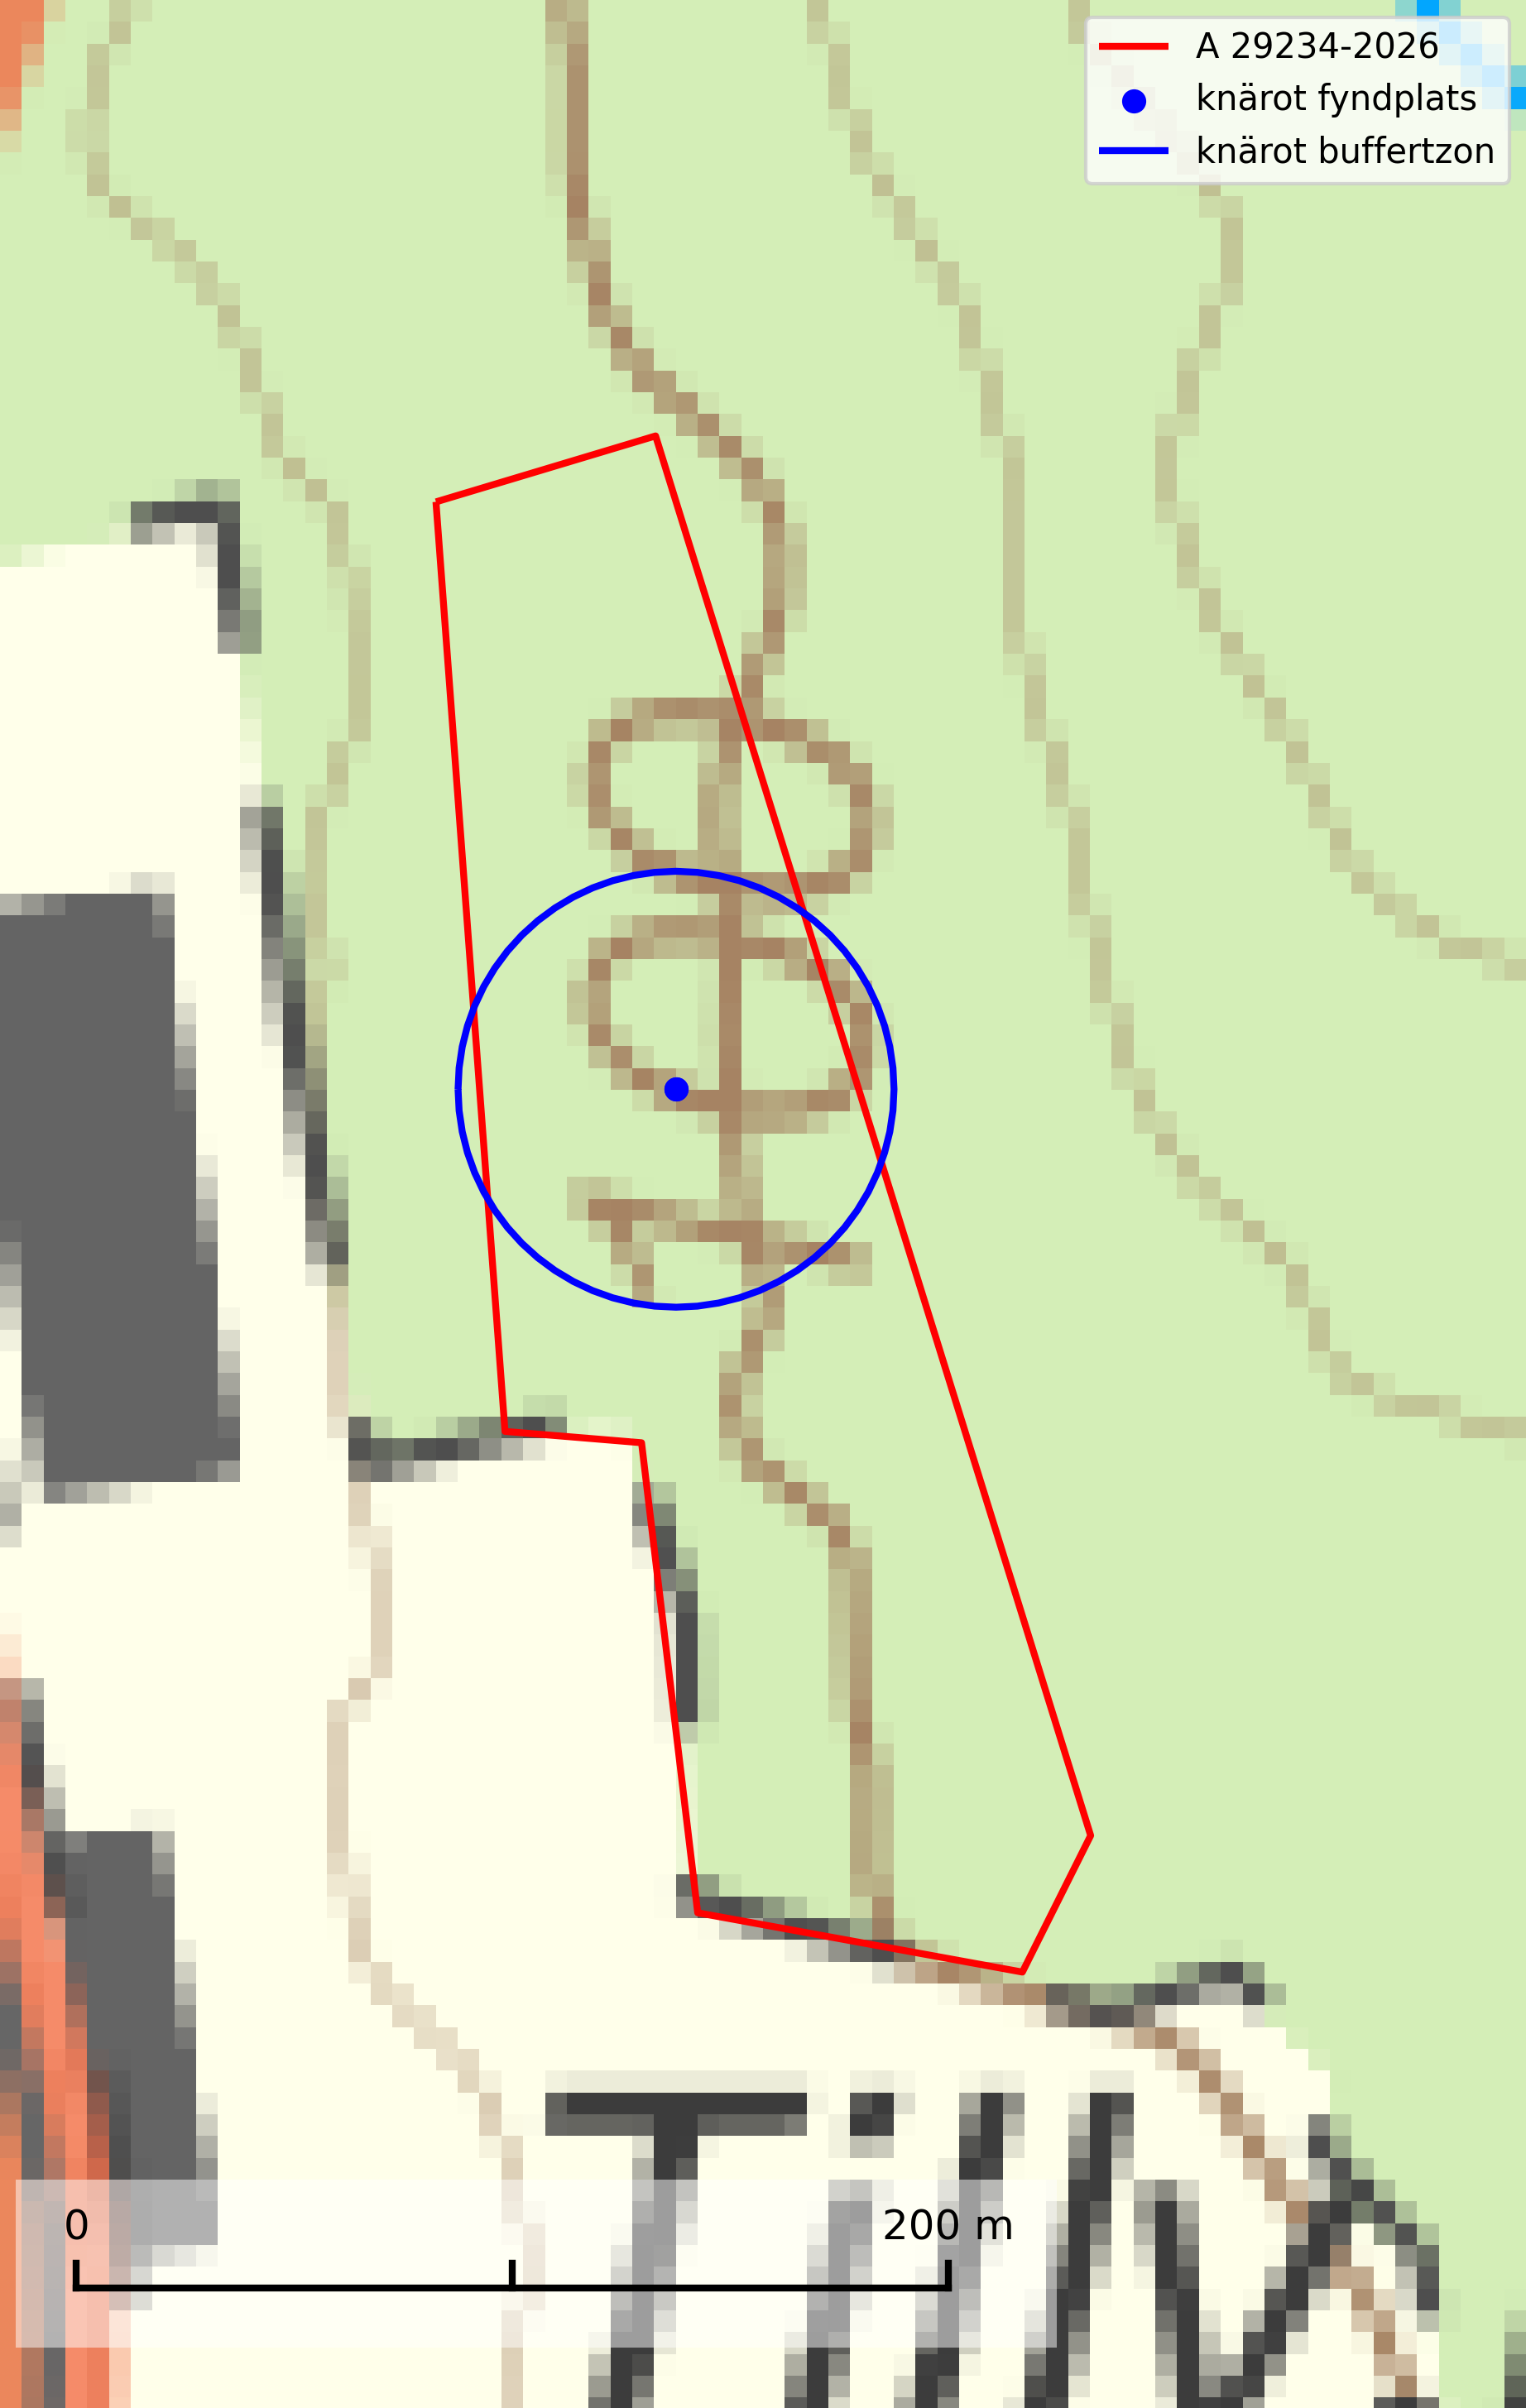 A 29234-2026
knärot fyndplats
knärot buffertzon
0 200 m